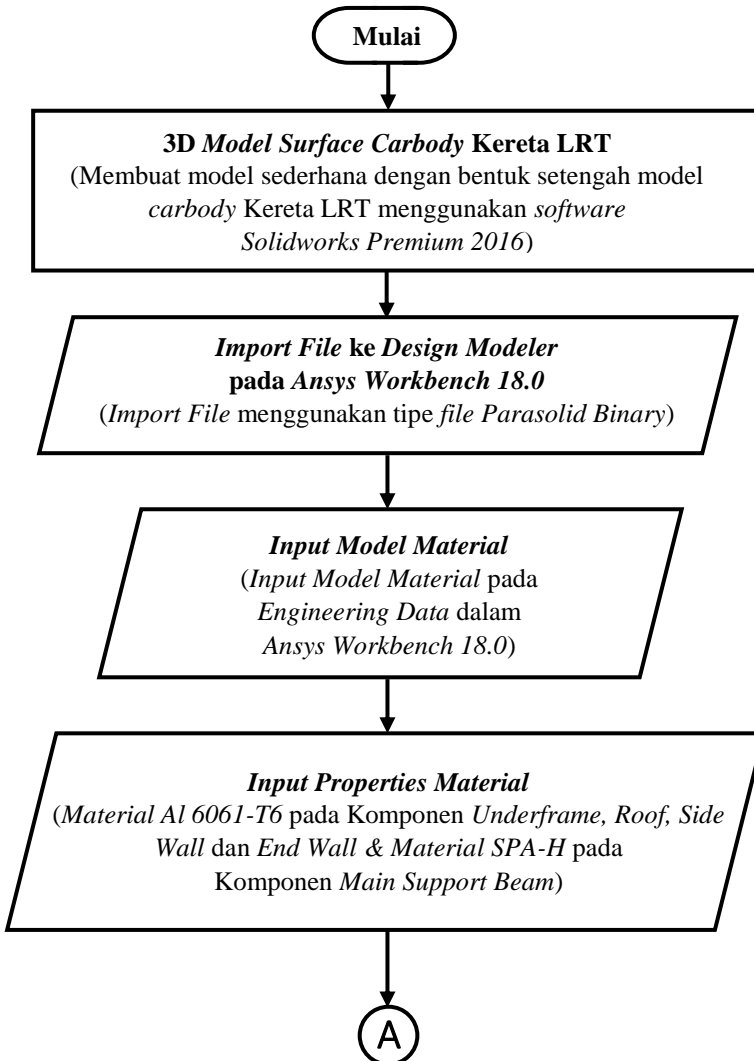 Mulai
3D Model Surface Carbody Kereta LRT
(Membuat model sederhana dengan bentuk setengah model
carbody Kereta LRT menggunakan software
Solidworks Premium 2016)
Import File ke Design Modeler
pada Ansys Workbench 18.0
(Import File menggunakan tipe file Parasolid Binary)
Input Model Material
(Input Model Material pada
Engineering Data dalam
Ansys Workbench 18.0)
Input Properties Material
(Material Al 6061-T6 pada Komponen Underframe, Roof, Side
Wall dan End Wall & Material SPA-H pada
Komponen Main Support Beam)
A